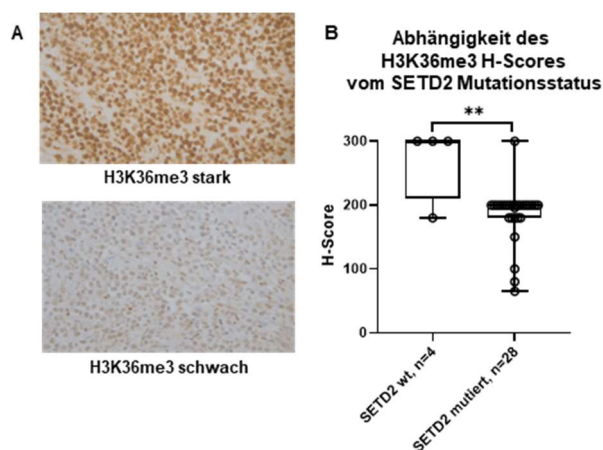 A
H3K36me3 stark
H3K36me3 schwach
B
Abhängigkeit des
H3K36me3 H-Scores
vom SETD2 Mutationsstatus
**
300
200
100
0
H-Score
SETD2 wt, n=4
SETD2 mutiert, n=28